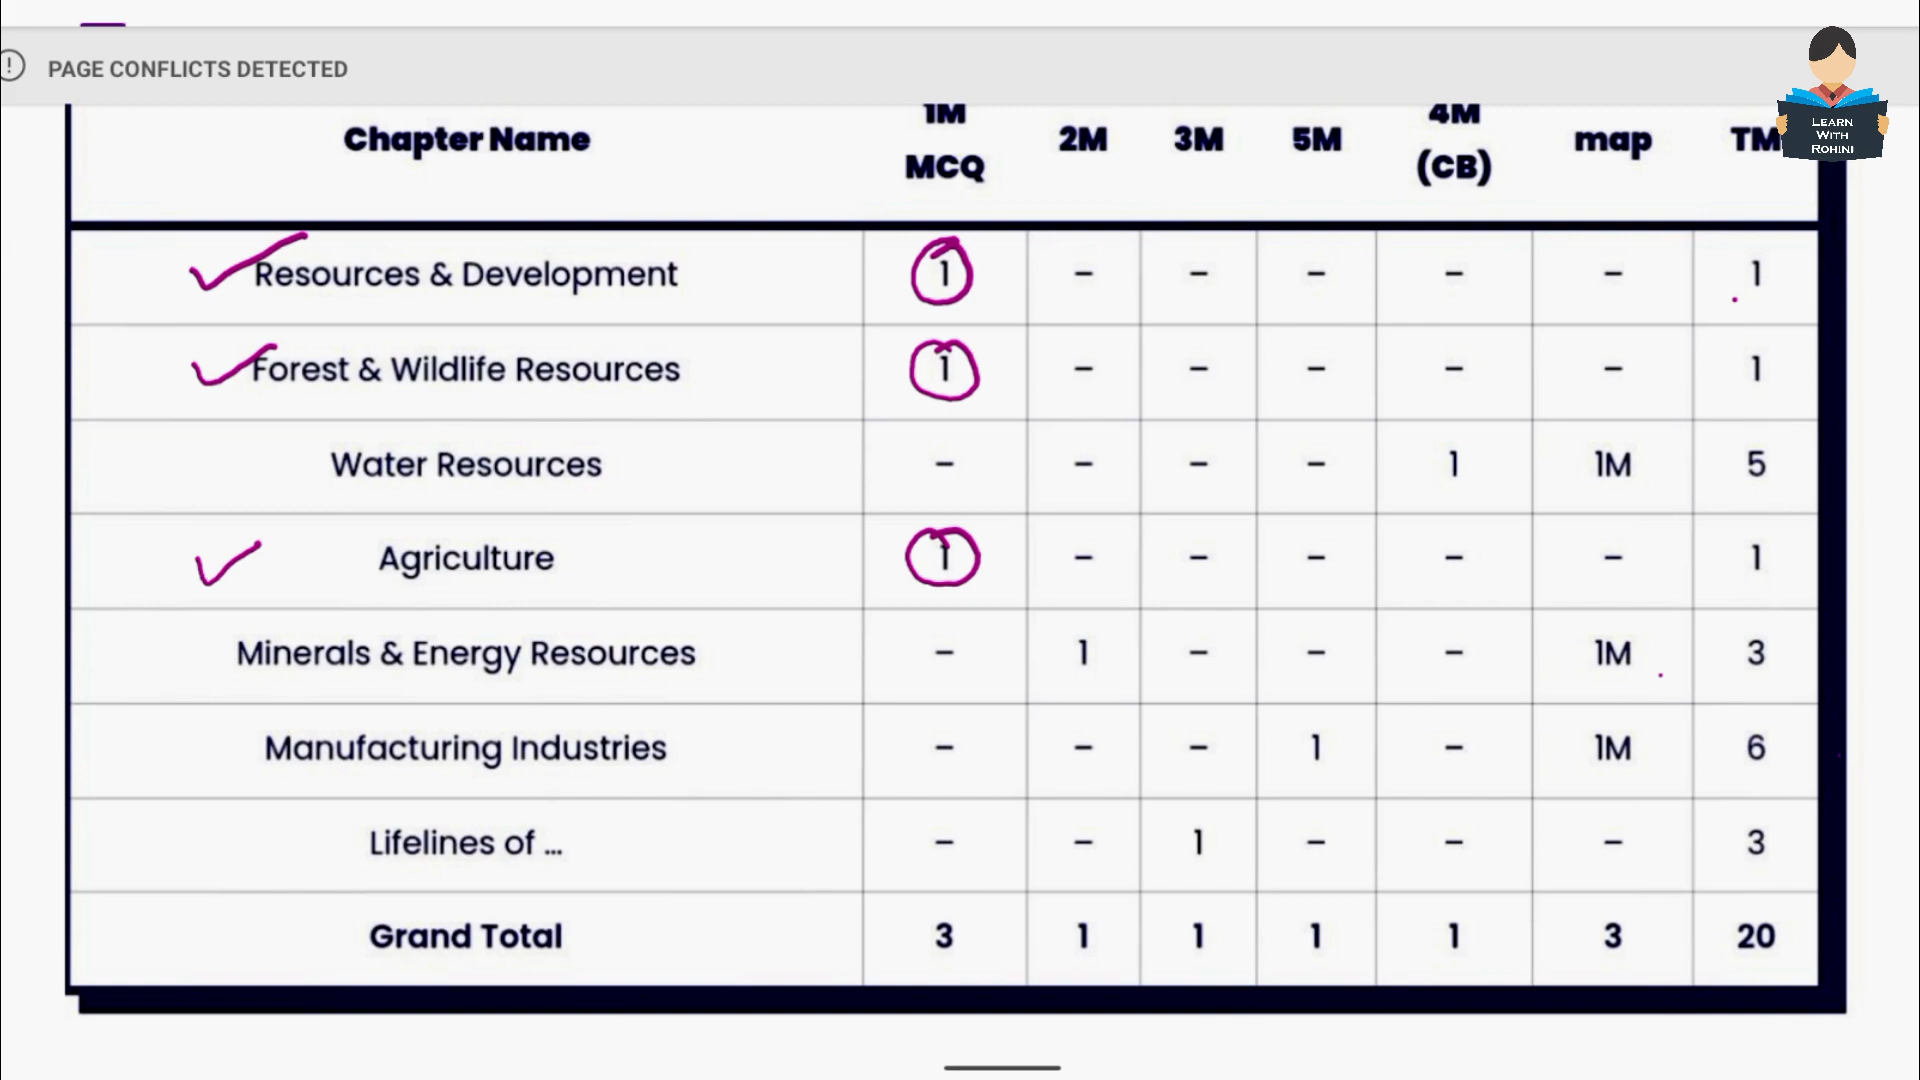 PAGE CONFLICTS DETECTED
LEARN
WITH
ROHINI
Chapter Name 1M MCQ 2M 3M 5M 4M (CB) map TM
Resources & Development 1 – – – – – 1
Forest & Wildlife Resources 1 – – – – – 1
Water Resources – – – – 1 1M 5
Agriculture 1 – – – – – 1
Minerals & Energy Resources – 1 – – – 1M 3
Manufacturing Industries – – – 1 – 1M 6
Lifelines of ... – – 1 – – – 3
Grand Total 3 1 1 1 1 3 20